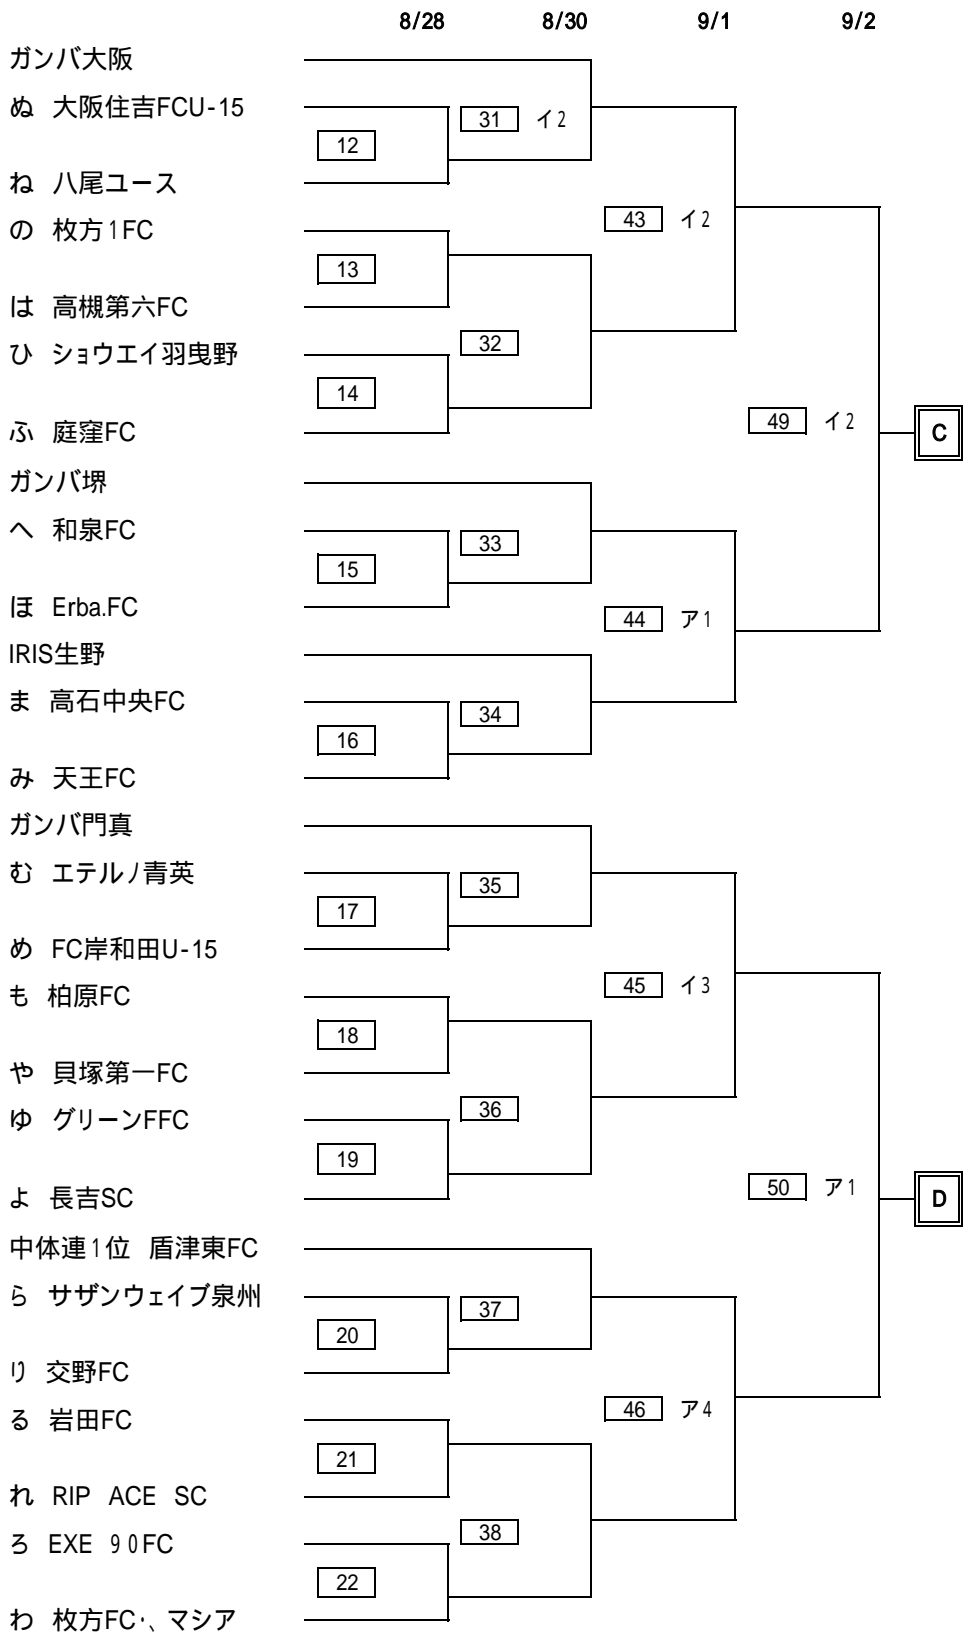 8/28 8/30 9/1 9/2
ガンバ大阪
ぬ 大阪住吉FCU-15
31 イ2
12
ね 八尾ユース
の 枚方1FC
43 イ2
13
は 高槻第六FC
ひ ショウエイ羽曳野
32
14
ふ 庭窪FC
49 イ2
C
ガンバ堺
へ 和泉FC
33
15
ほ Erba.FC
44 ア1
IRIS生野
ま 高石中央FC
34
16
み 天王FC
ガンバ門真
む エテルノ青英
35
17
め FC岸和田U-15
も 柏原FC
45 イ3
18
や 貝塚第一FC
ゆ グリーンFFC
36
19
よ 長吉SC
50 ア1
D
中体連1位 盾津東FC
ら サザンウェイブ泉州
37
20
り 交野FC
る 岩田FC
46 ア4
21
れ RIP ACE SC
ろ EXE 90FC
38
22
わ 枚方FC･、マシア